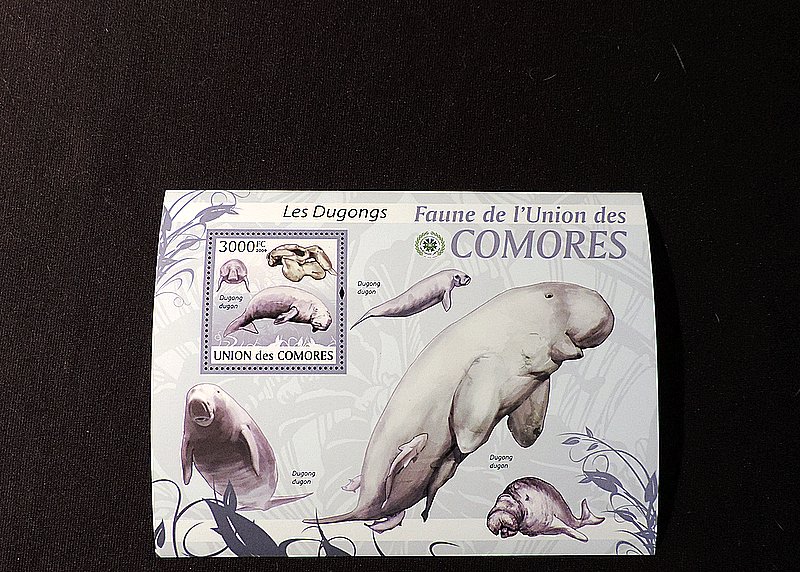 Les Dugongs
Faune de l'Union des
COMORES
3000FC
2009
Dugong
dugon
UNION des COMORES
Dugong
dugon
Dugong
dugon
Dugong
dugon